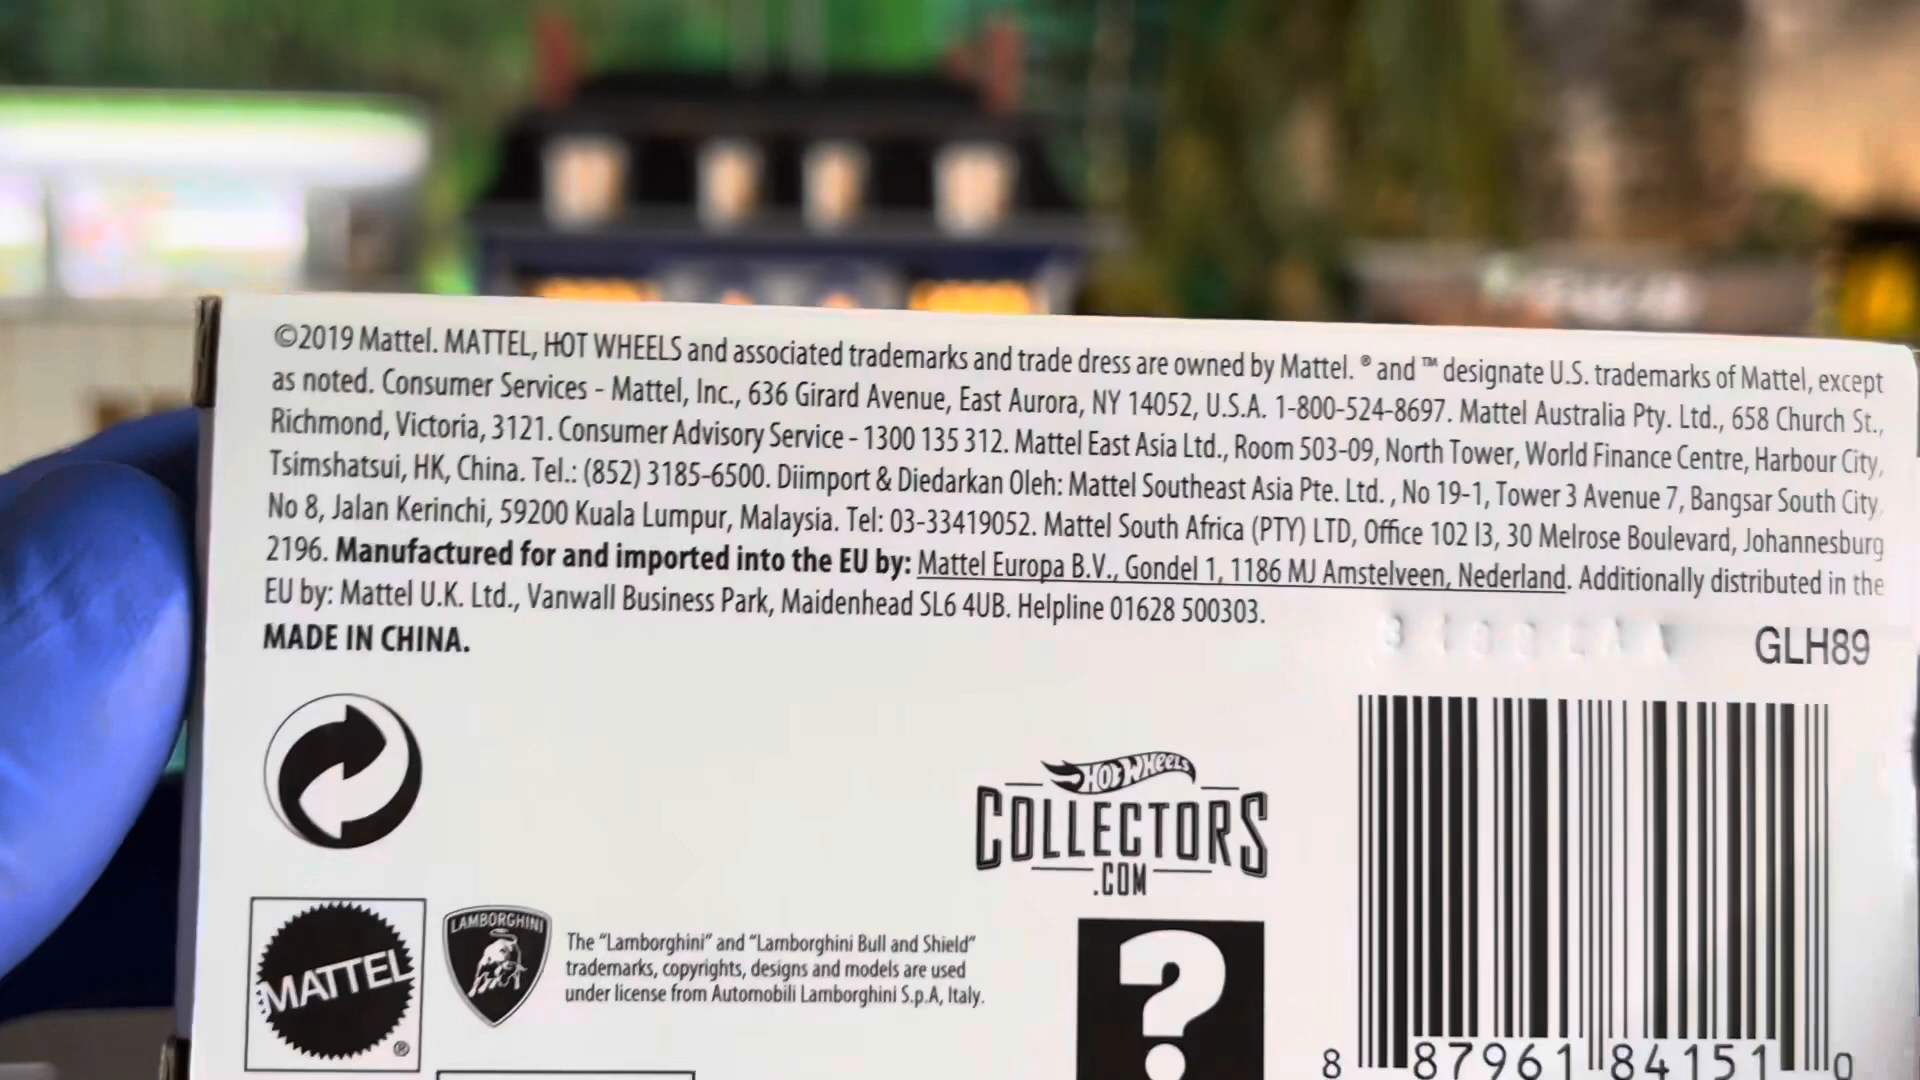 ©2019 Mattel. MATTEL, HOT WHEELS and associated trademarks and trade dress are owned by Mattel. ® and ™ designate U.S. trademarks of Mattel, except
as noted. Consumer Services - Mattel, Inc., 636 Girard Avenue, East Aurora, NY 14052, U.S.A. 1-800-524-8697. Mattel Australia Pty. Ltd., 658 Church St.,
Richmond, Victoria, 3121. Consumer Advisory Service - 1300 135 312. Mattel East Asia Ltd., Room 503-09, North Tower, World Finance Centre, Harbour City,
Tsimshatsui, HK, China. Tel.: (852) 3185-6500. Diimport & Diedarkan Oleh: Mattel Southeast Asia Pte. Ltd. , No 19-1, Tower 3 Avenue 7, Bangsar South City,
No 8, Jalan Kerinchi, 59200 Kuala Lumpur, Malaysia. Tel: 03-33419052. Mattel South Africa (PTY) LTD, Office 102 I3, 30 Melrose Boulevard, Johannesburg
2196. Manufactured for and imported into the EU by: Mattel Europa B.V., Gondel 1, 1186 MJ Amstelveen, Nederland. Additionally distributed in the
EU by: Mattel U.K. Ltd., Vanwall Business Park, Maidenhead SL6 4UB. Helpline 01628 500303.
MADE IN CHINA.
GLH89
HOT WHEELS
COLLECTORS
.COM
MATTEL
®
LAMBORGHINI
The "Lamborghini" and "Lamborghini Bull and Shield"
trademarks, copyrights, designs and models are used
under license from Automobili Lamborghini S.p.A, Italy.
?
8 87961 84151 0